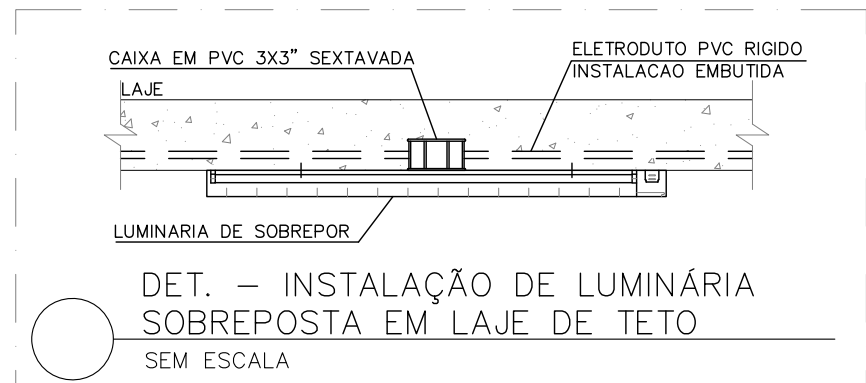 CAIXA EM PVC 3X3" SEXTAVADA
ELETRODUTO PVC RIGIDO
INSTALACAO EMBUTIDA
LAJE
LUMINARIA DE SOBREPOR
DET. – INSTALAÇÃO DE LUMINÁRIA
SOBREPOSTA EM LAJE DE TETO
SEM ESCALA